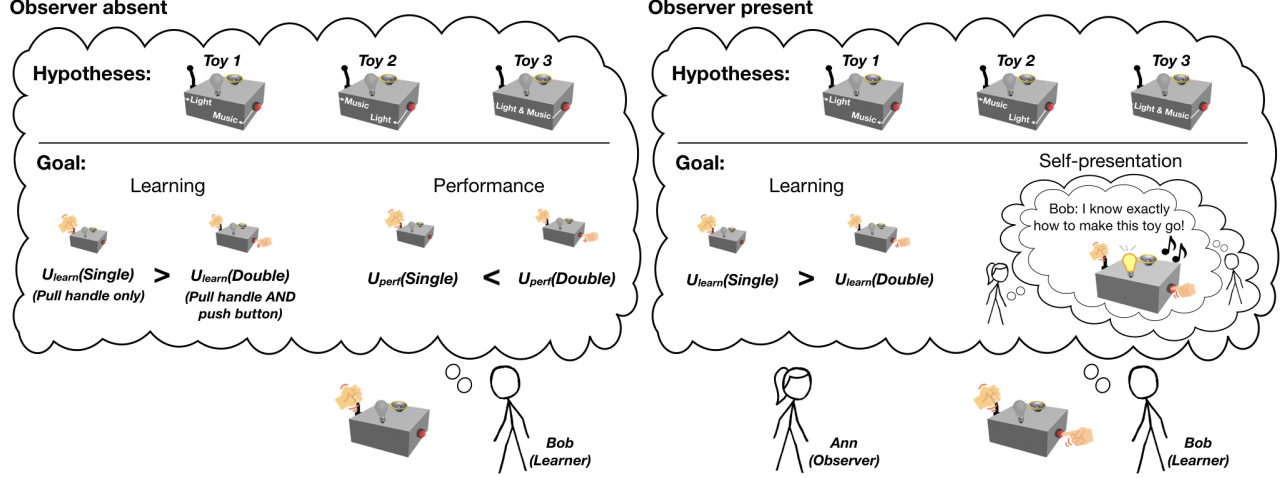 Observer absent
Hypotheses:
Toy 1
Toy 2
Toy 3
Light
Music
Music
Light
Light & Music
Goal:
Learning
Performance
Ulearn(Single) > Ulearn(Double)
(Pull handle only)
(Pull handle AND
push button)
Uperf(Single) < Uperf(Double)
Bob
(Learner)
Observer present
Hypotheses:
Toy 1
Toy 2
Toy 3
Light
Music
Music
Light
Light & Music
Goal:
Learning
Self-presentation
Ulearn(Single) > Ulearn(Double)
Bob: I know exactly
how to make this toy go!
Ann
(Observer)
Bob
(Learner)